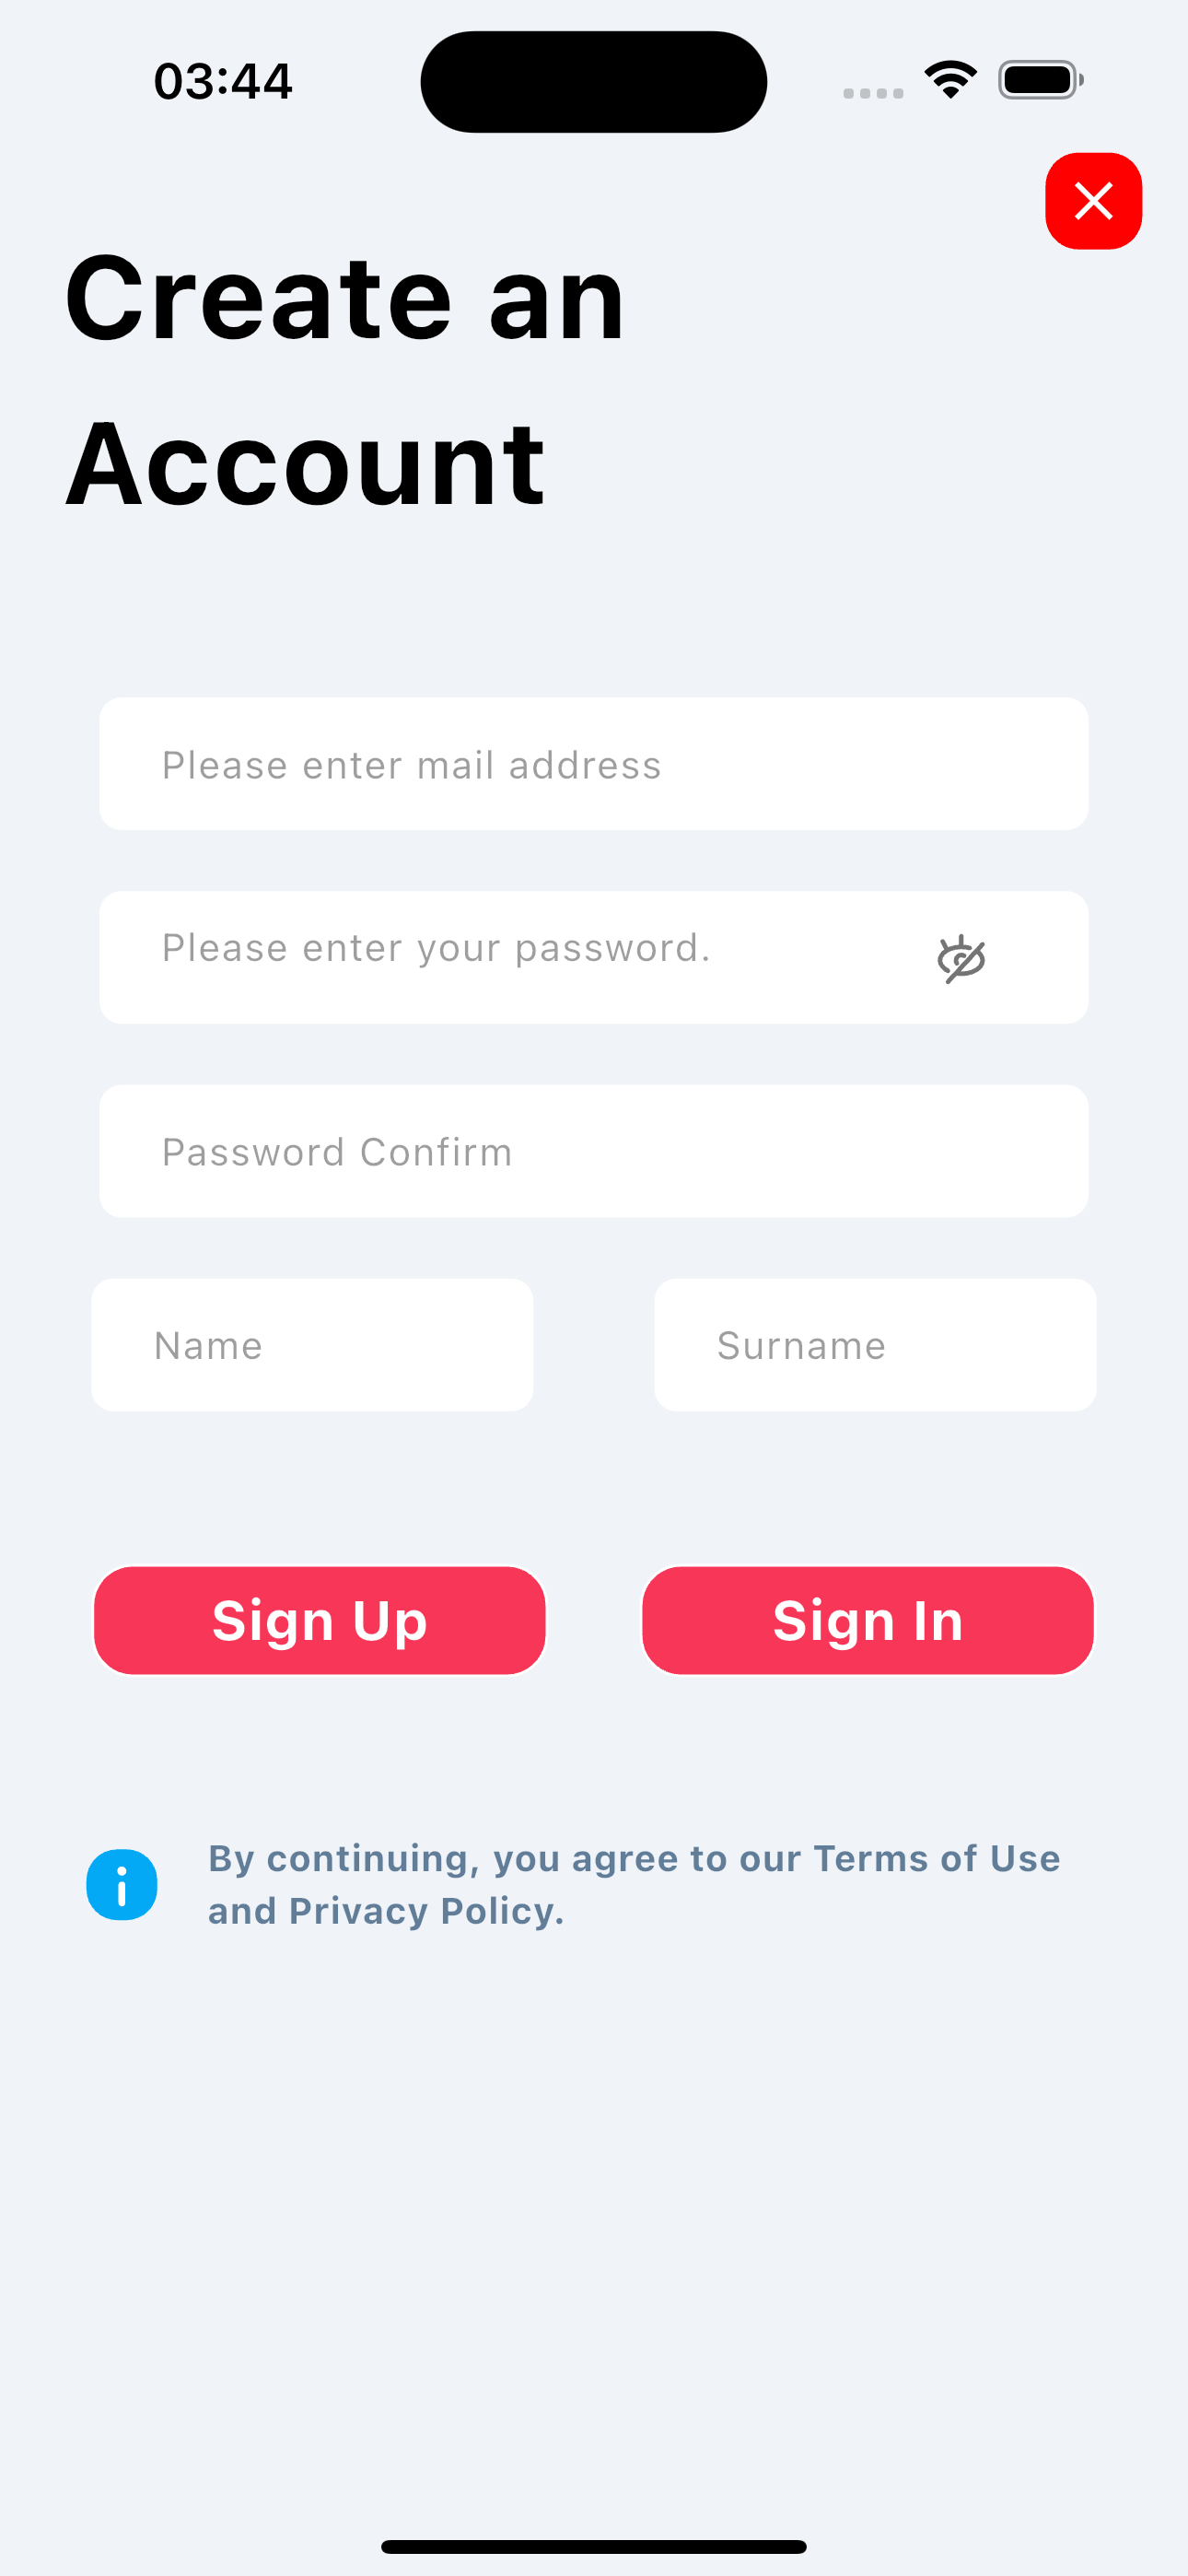 03:44
Create an
Account
Please enter mail address
Please enter your password.
Password Confirm
Name
Surname
Sign Up
Sign In
By continuing, you agree to our Terms of Use
and Privacy Policy.